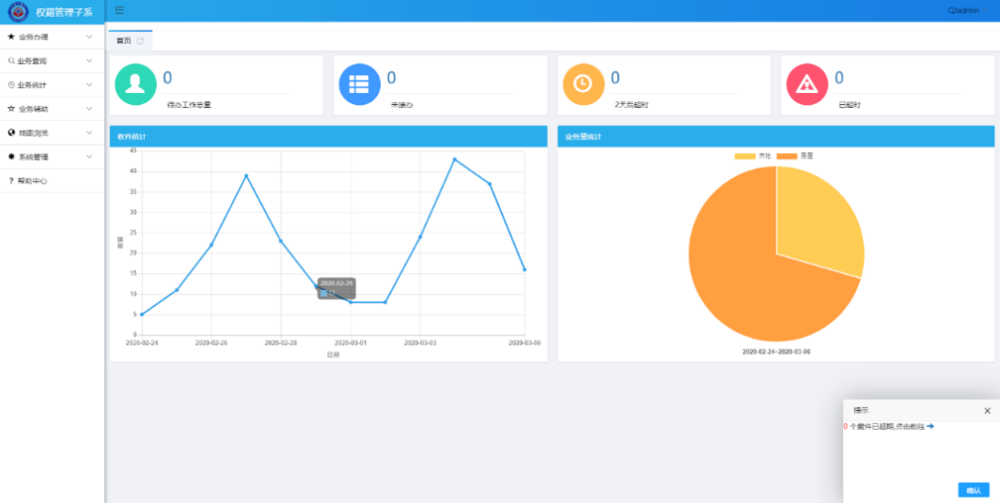 权籍管理子系
Qjadmin
业务办理
业务查询
业务统计
业务辅助
地图浏览
系统管理
? 帮助中心
首页
0
待办工作总量
0
未接办
0
2天后超时
0
已超时
收件统计
45
40
35
30
25
20
15
10
5
0
数量
2020-02-29
12
2020-02-24
2020-02-26
2020-02-28
2020-03-01
2020-03-03
2020-03-06
日期
业务量统计
房屋
2020-02-24~2020-03-06
提示
0 个案件已超期,点击前往
确认